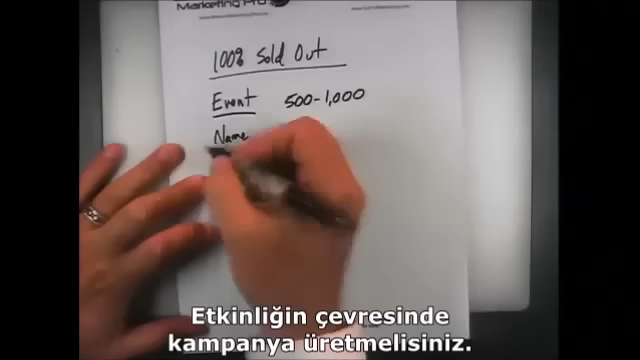 Marketing Pro
100% Sold Out
Event 500-1,000
Name
Etkinliğin çevresinde
kampanya üretmelisiniz.